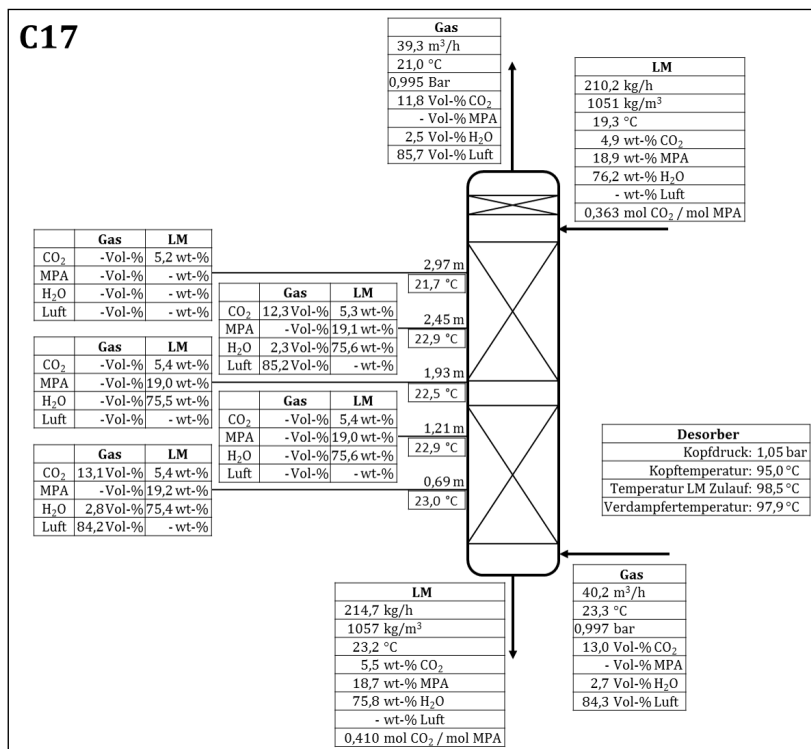 C17
Gas
39,3 m³/h
21,0 °C
0,995 Bar
11,8 Vol-% CO₂
- Vol-% MPA
2,5 Vol-% H₂O
85,7 Vol-% Luft
LM
210,2 kg/h
1051 kg/m³
19,3 °C
4,9 wt-% CO₂
18,9 wt-% MPA
76,2 wt-% H₂O
- wt-% Luft
0,363 mol CO₂ / mol MPA
Gas LM
CO₂ -Vol-% 5,2 wt-%
MPA -Vol-% - wt-%
H₂O -Vol-% - wt-%
Luft -Vol-% - wt-%
2,97 m
21,7 °C
Gas LM
CO₂ 12,3 Vol-% 5,3 wt-%
MPA -Vol-% 19,1 wt-%
H₂O 2,3 Vol-% 75,6 wt-%
Luft 85,2 Vol-% - wt-%
2,45 m
22,9 °C
Gas LM
CO₂ -Vol-% 5,4 wt-%
MPA -Vol-% 19,0 wt-%
H₂O -Vol-% 75,5 wt-%
Luft -Vol-% - wt-%
1,93 m
22,5 °C
Gas LM
CO₂ -Vol-% 5,4 wt-%
MPA -Vol-% 19,0 wt-%
H₂O -Vol-% 75,6 wt-%
Luft -Vol-% - wt-%
1,21 m
22,9 °C
Gas LM
CO₂ 13,1 Vol-% 5,4 wt-%
MPA -Vol-% 19,2 wt-%
H₂O 2,8 Vol-% 75,4 wt-%
Luft 84,2 Vol-% - wt-%
0,69 m
23,0 °C
Desorber
Kopfdruck: 1,05 bar
Kopftemperatur: 95,0 °C
Temperatur LM Zulauf: 98,5 °C
Verdampfertemperatur: 97,9 °C
LM
214,7 kg/h
1057 kg/m³
23,2 °C
5,5 wt-% CO₂
18,7 wt-% MPA
75,8 wt-% H₂O
- wt-% Luft
0,410 mol CO₂ / mol MPA
Gas
40,2 m³/h
23,3 °C
0,997 bar
13,0 Vol-% CO₂
- Vol-% MPA
2,7 Vol-% H₂O
84,3 Vol-% Luft